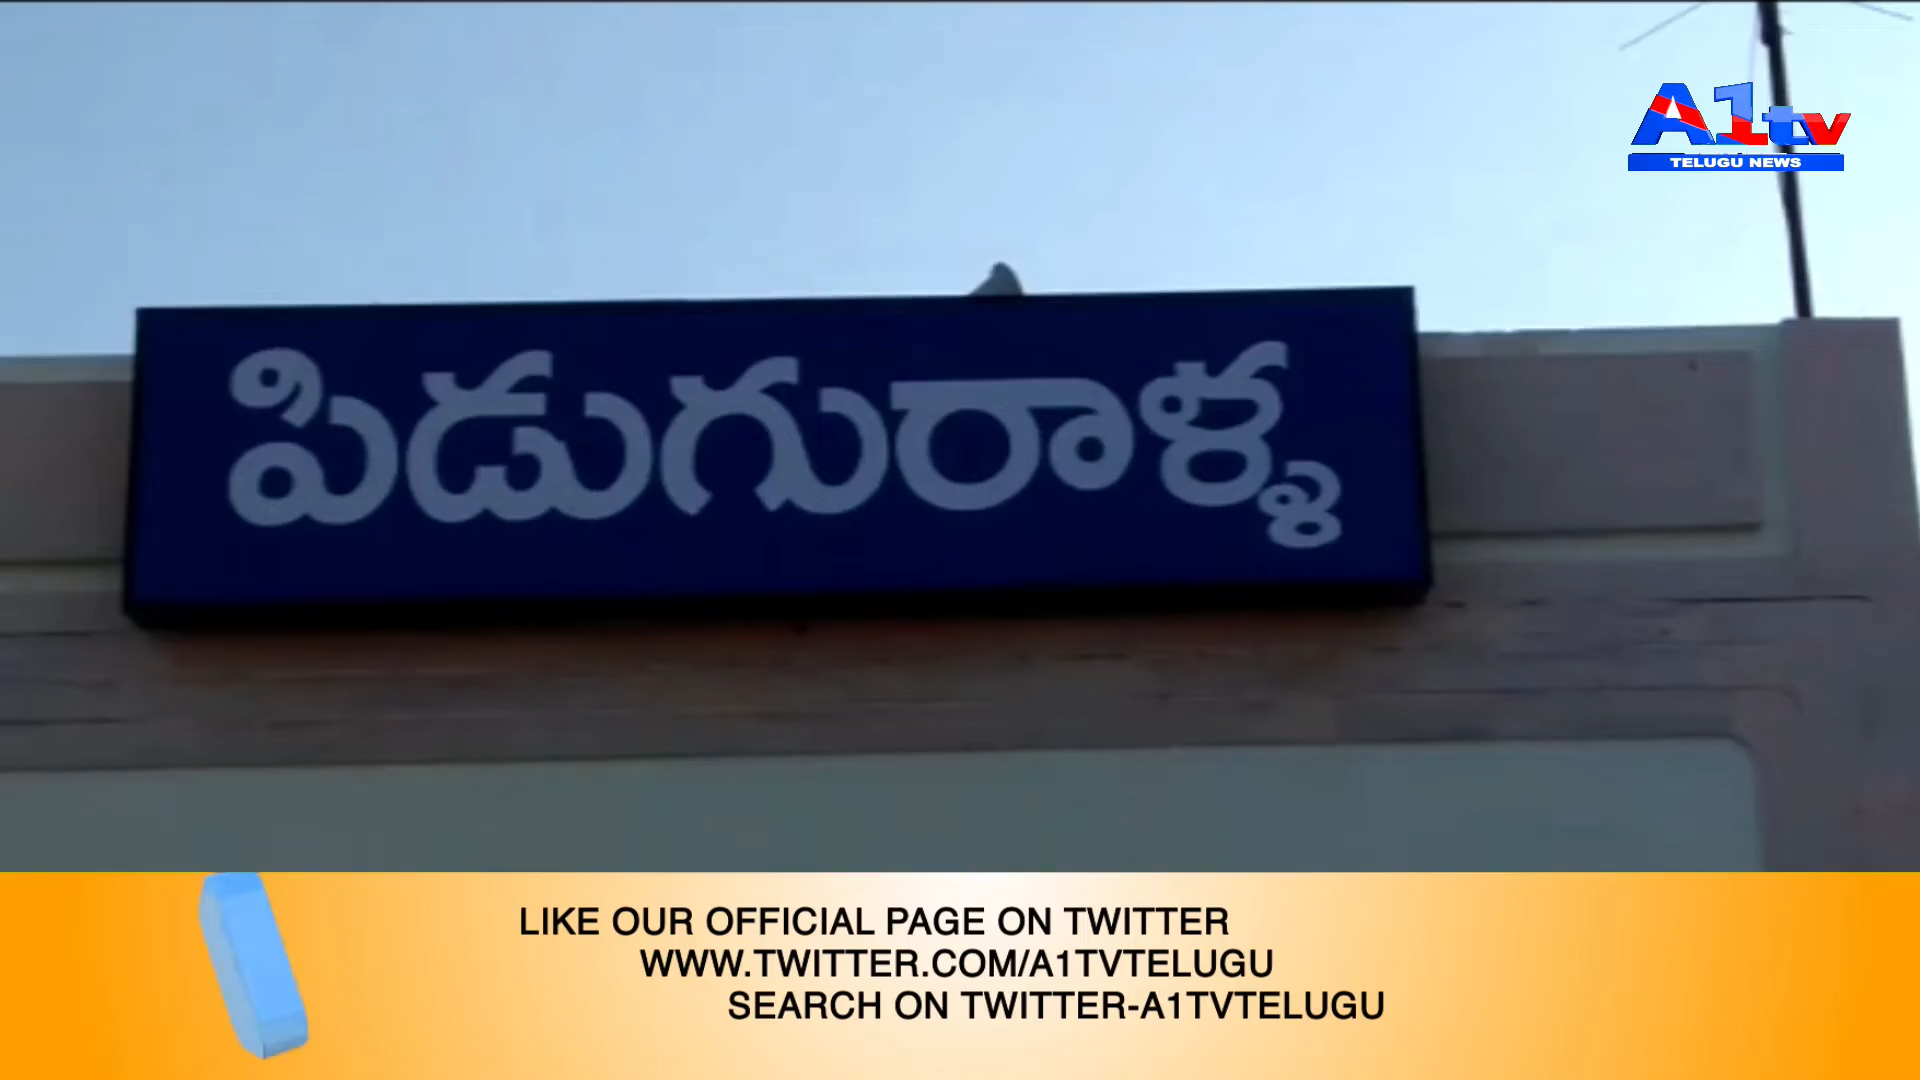 A1tv
TELUGU NEWS
పిడుగురాళ్ళ
LIKE OUR OFFICIAL PAGE ON TWITTER
WWW.TWITTER.COM/A1TVTELUGU
SEARCH ON TWITTER-A1TVTELUGU